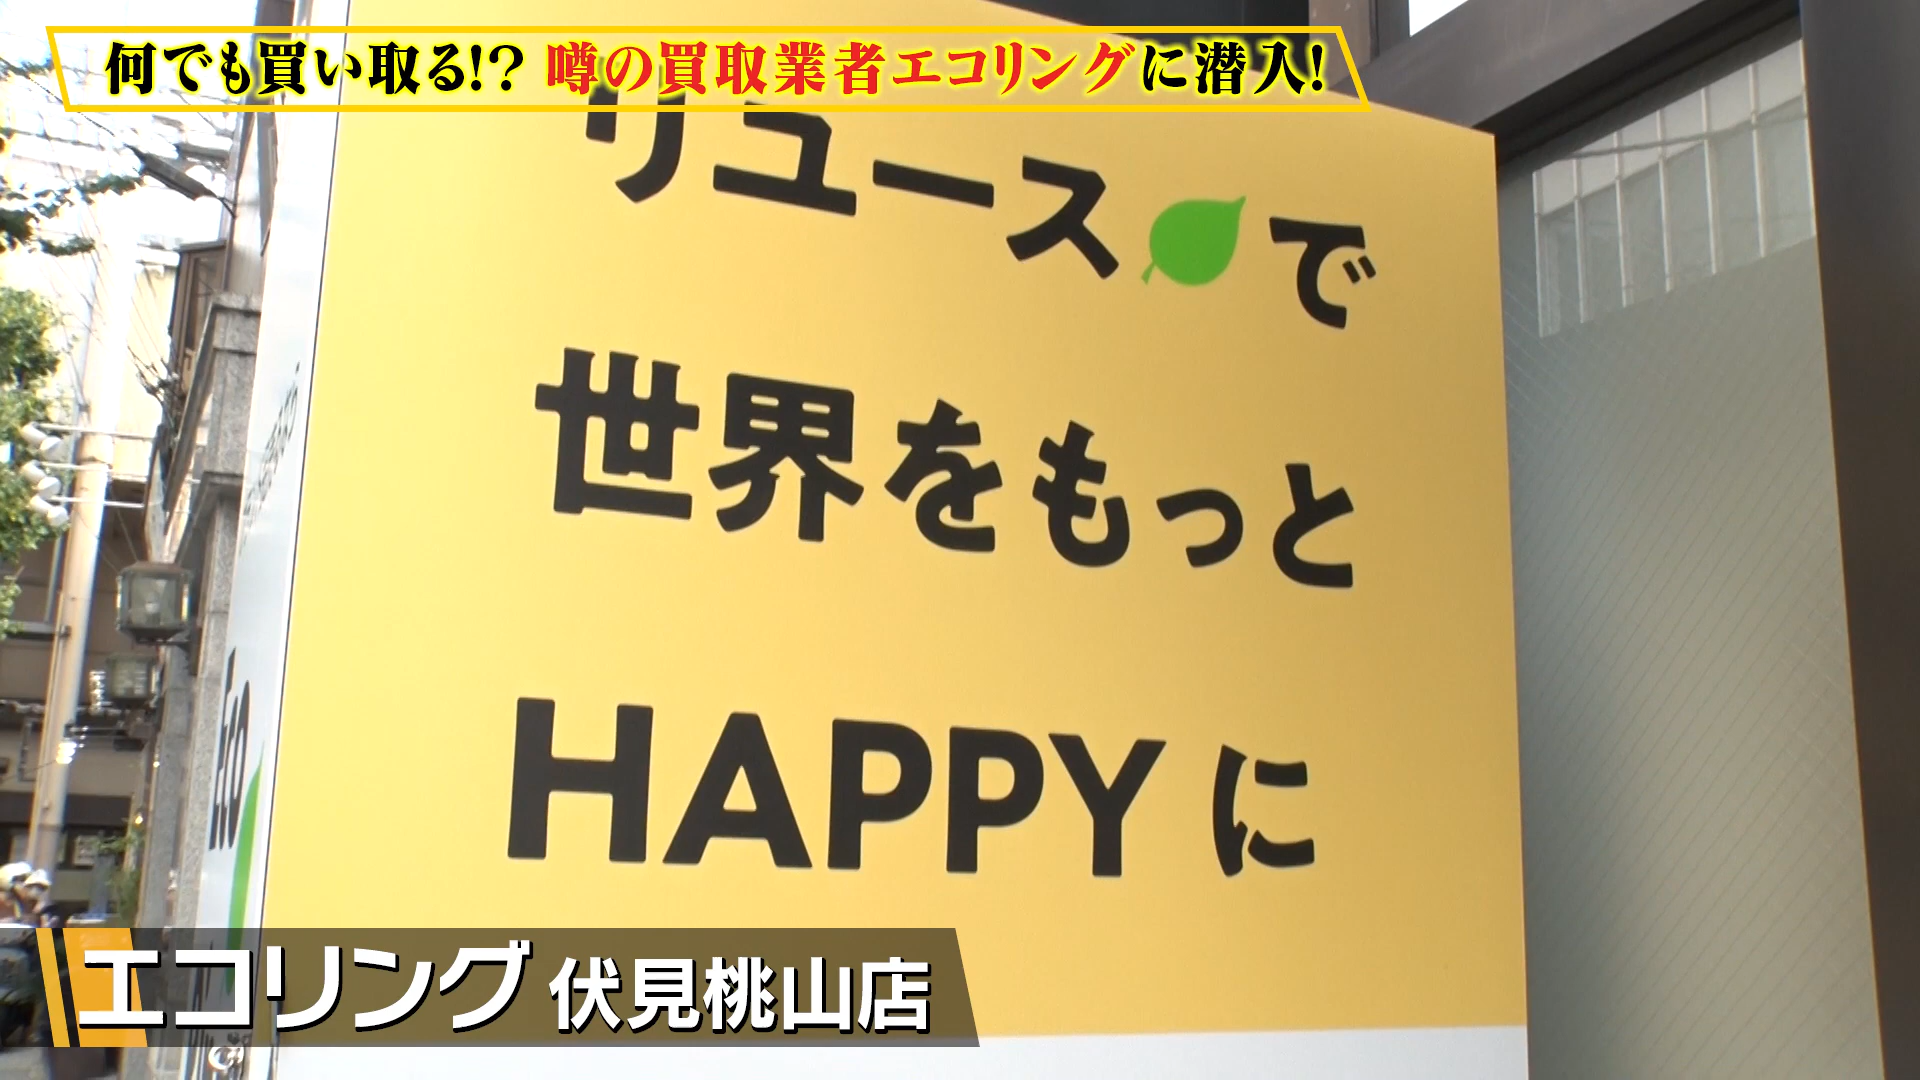 何でも買い取る!? 噂の買取業者エコリングに潜入!
リユースで
世界をもっと
HAPPYに
Eco
エコリング 伏見桃山店